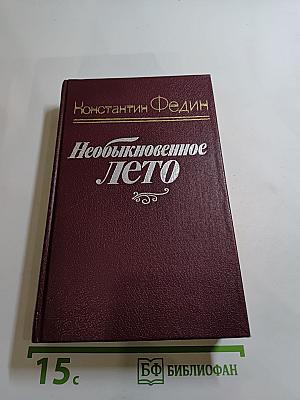 Константин Федин
Необыкновенное
лето
15с
БФ БИБЛИОФАН